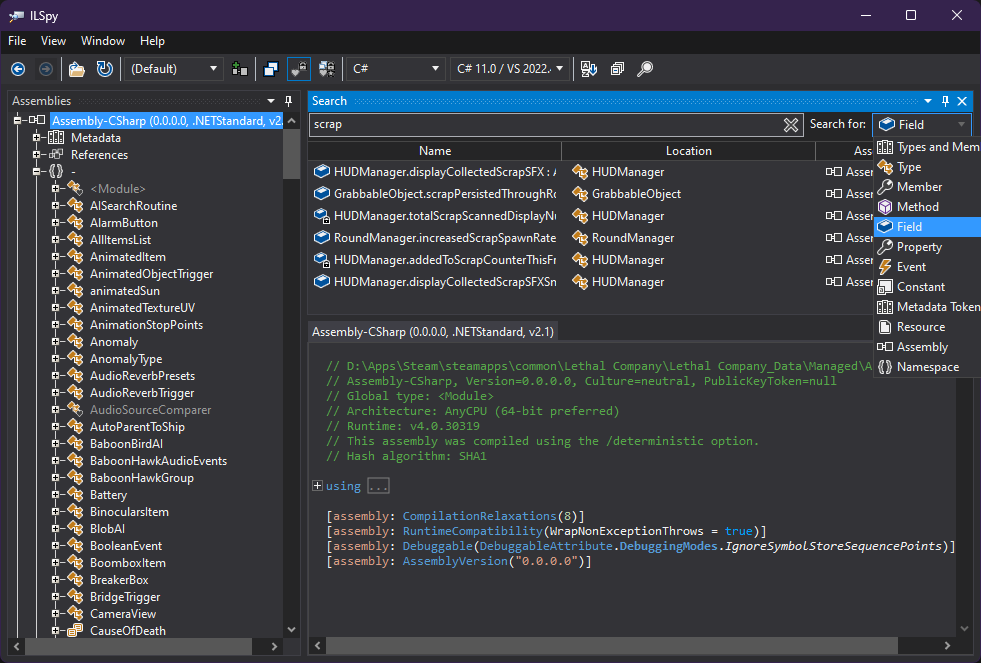 ILSpy
File View Window Help
(Default) C# C# 11.0 / VS 2022.
Assemblies
Assembly-CSharp (0.0.0.0, .NETStandard, v2.
Metadata
References
-
<Module>
AISearchRoutine
AlarmButton
AllItemsList
AnimatedItem
AnimatedObjectTrigger
animatedSun
AnimatedTextureUV
AnimationStopPoints
Anomaly
AnomalyType
AudioReverbPresets
AudioReverbTrigger
AudioSourceComparer
AutoParentToShip
BaboonBirdAI
BaboonHawkAudioEvents
BaboonHawkGroup
Battery
BinocularsItem
BlobAI
BooleanEvent
BoomboxItem
BreakerBox
BridgeTrigger
CameraView
CauseOfDeath
Search
scrap Search for: Field
Name Location Ass
HUDManager.displayCollectedScrapSFX : A HUDManager Asser
GrabbableObject.scrapPersistedThroughRo GrabbableObject Asser
HUDManager.totalScrapScannedDisplayNu HUDManager Asser
RoundManager.increasedScrapSpawnRate RoundManager Asser
HUDManager.addedToScrapCounterThisFr HUDManager Asser
HUDManager.displayCollectedScrapSFXSn HUDManager Asser
Types and Mem
Type
Member
Method
Field
Property
Event
Constant
Metadata Token
Resource
Assembly
Namespace
Assembly-CSharp (0.0.0.0, .NETStandard, v2.1)
// D:\Apps\Steam\steamapps\common\Lethal Company\Lethal Company_Data\Managed\A
// Assembly-CSharp, Version=0.0.0.0, Culture=neutral, PublicKeyToken=null
// Global type: <Module>
// Architecture: AnyCPU (64-bit preferred)
// Runtime: v4.0.30319
// This assembly was compiled using the /deterministic option.
// Hash algorithm: SHA1
using ...
[assembly: CompilationRelaxations(8)]
[assembly: RuntimeCompatibility(WrapNonExceptionThrows = true)]
[assembly: Debuggable(DebuggableAttribute.DebuggingModes.IgnoreSymbolStoreSequencePoints)]
[assembly: AssemblyVersion("0.0.0.0")]